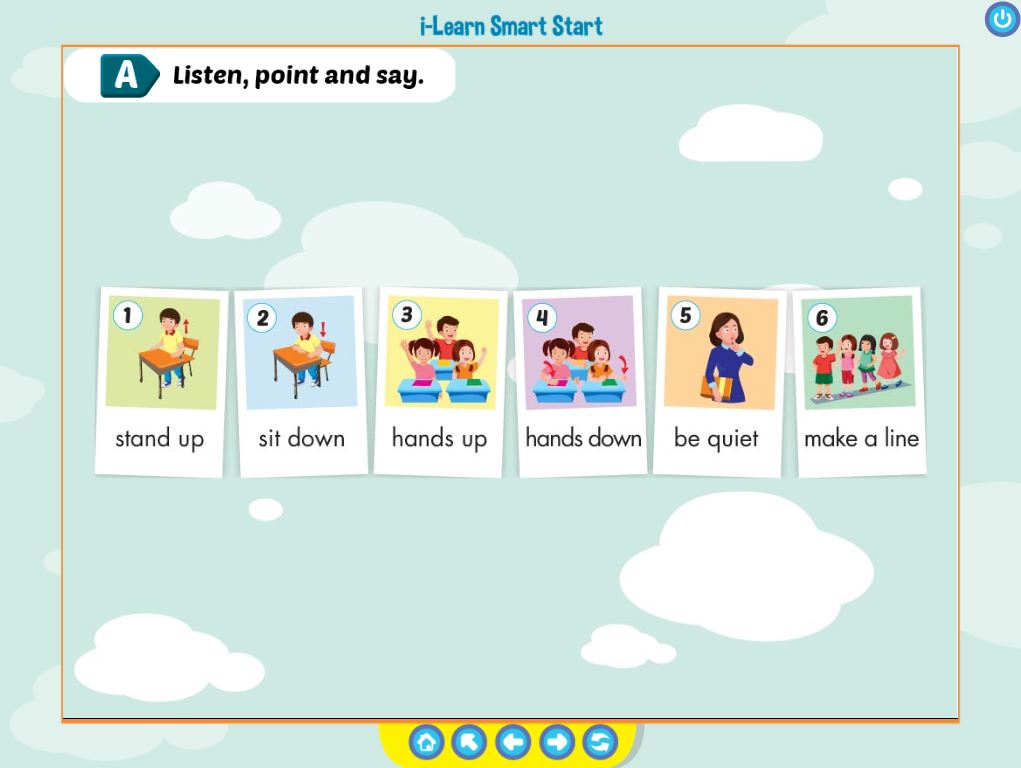 i-Learn Smart Start
A Listen, point and say.
1 2 3 4 5 6
stand up sit down hands up hands down be quiet make a line